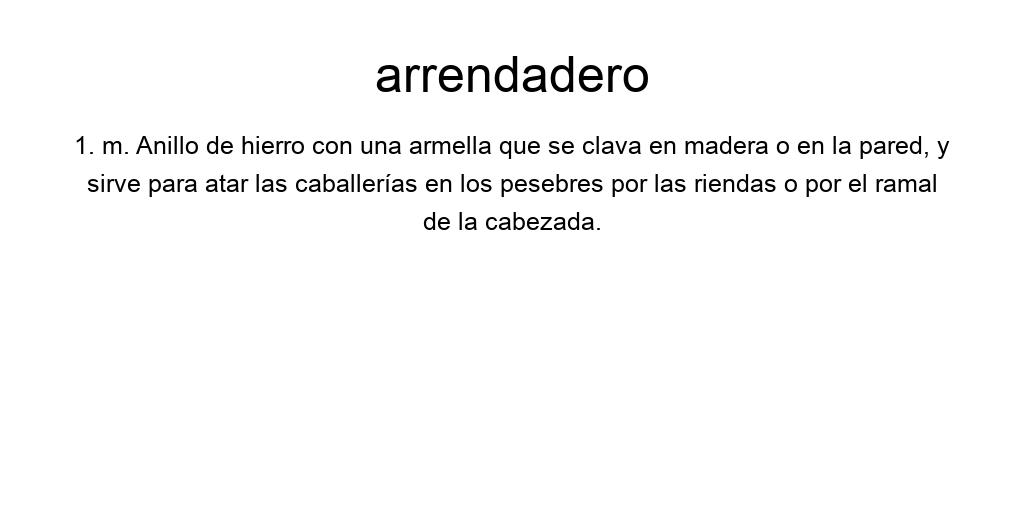 arrendadero
1. m. Anillo de hierro con una armella que se clava en madera o en la pared, y
sirve para atar las caballerías en los pesebres por las riendas o por el ramal
de la cabezada.